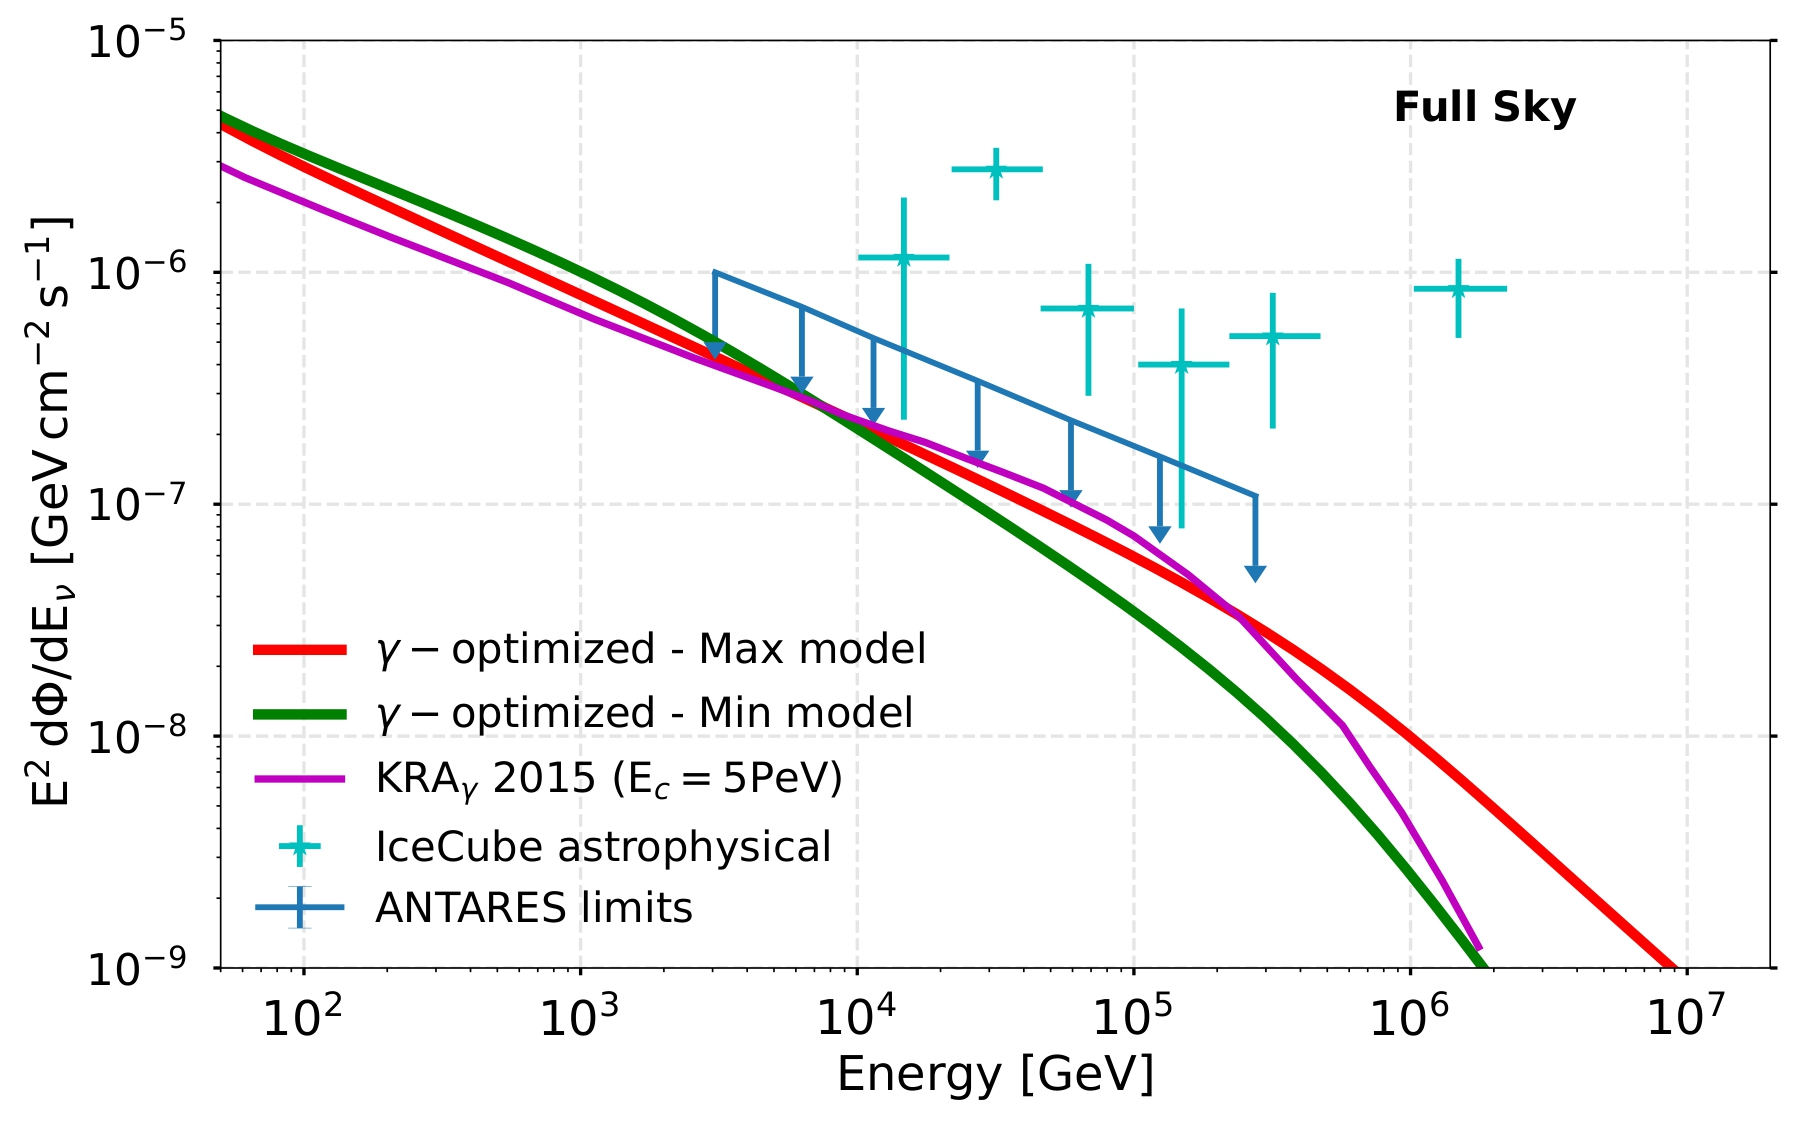 Full Sky
E² dΦ/dEᵥ [GeV cm⁻² s⁻¹]
10⁻⁵
10⁻⁶
10⁻⁷
10⁻⁸
10⁻⁹
γ − optimized - Max model
γ − optimized - Min model
KRAᵧ 2015 (E_c = 5PeV)
IceCube astrophysical
ANTARES limits
10² 10³ 10⁴ 10⁵ 10⁶ 10⁷
Energy [GeV]